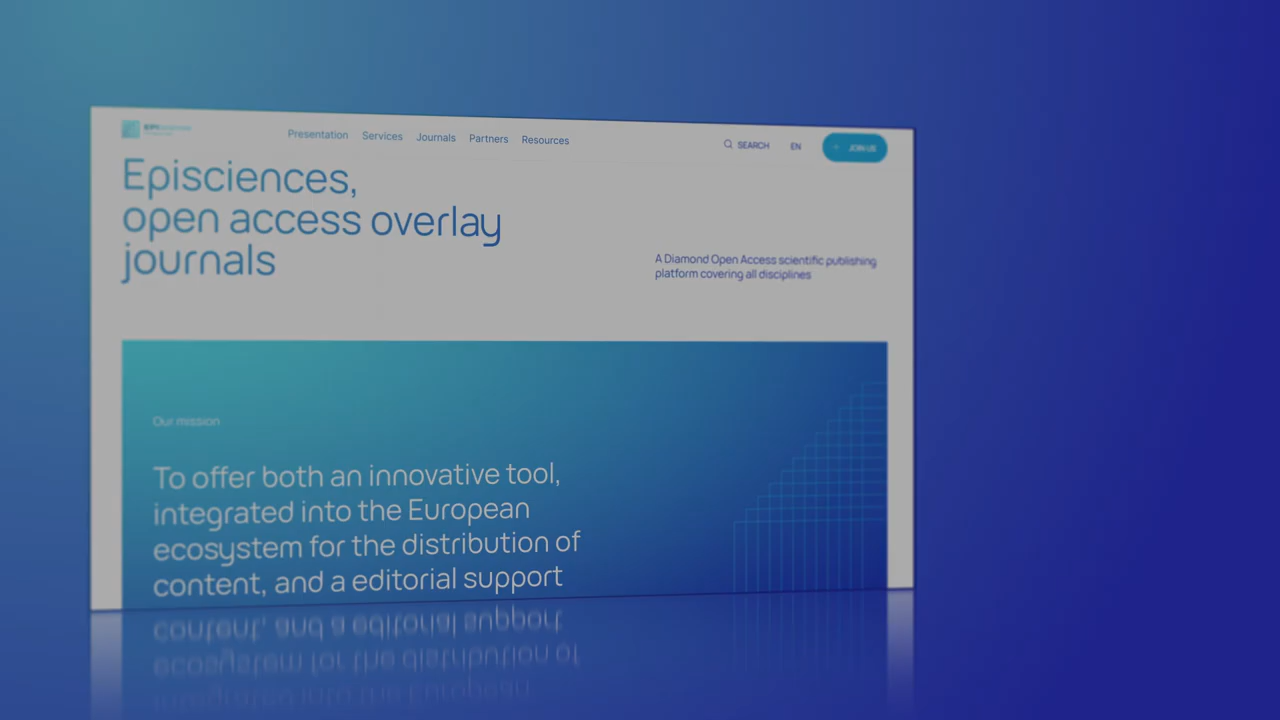 Presentation Services Journals Partners Resources
SEARCH EN JOIN US
Episciences,
open access overlay
journals
A Diamond Open Access scientific publishing
platform covering all disciplines
Our mission
To offer both an innovative tool,
integrated into the European
ecosystem for the distribution of
content, and a editorial support